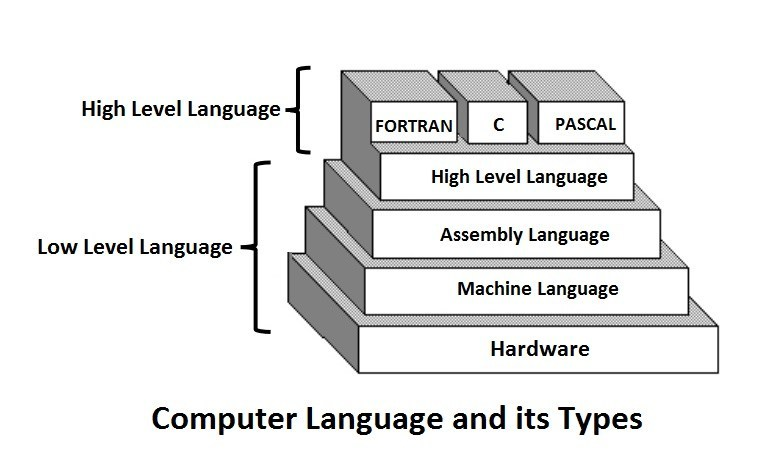 High Level Language
FORTRAN C PASCAL
High Level Language
Low Level Language
Assembly Language
Machine Language
Hardware
Computer Language and its Types